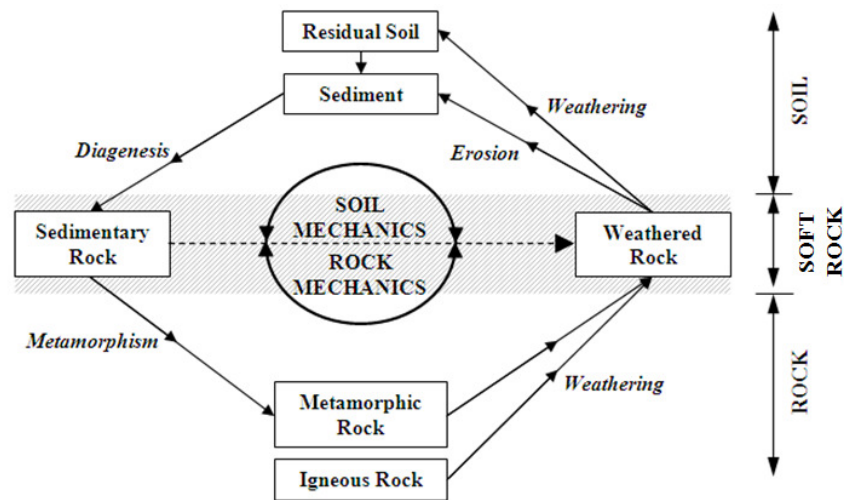 Residual Soil
Sediment
Weathering
Erosion
Diagenesis
SOIL
SOIL
MECHANICS
ROCK
MECHANICS
Sedimentary
Rock
Weathered
Rock
SOFT
ROCK
Metamorphism
Weathering
Metamorphic
Rock
Igneous Rock
ROCK